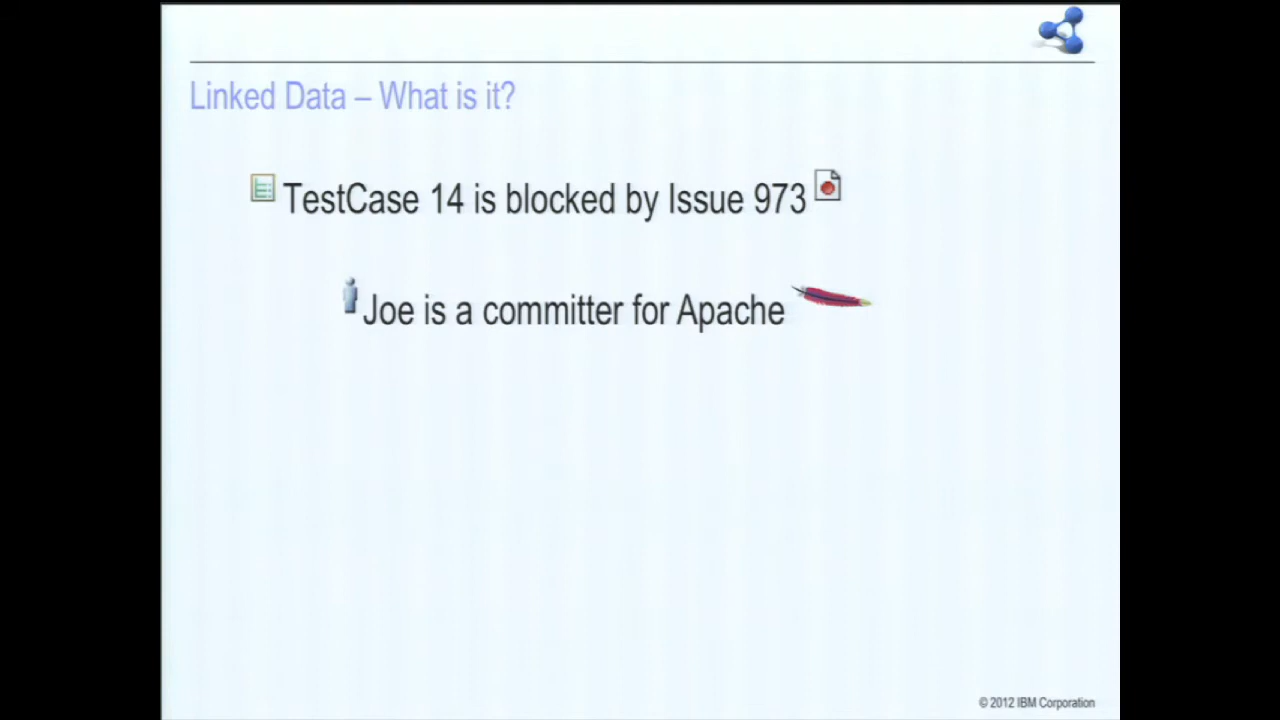 Linked Data – What is it?
TestCase 14 is blocked by Issue 973
Joe is a committer for Apache
© 2012 IBM Corporation